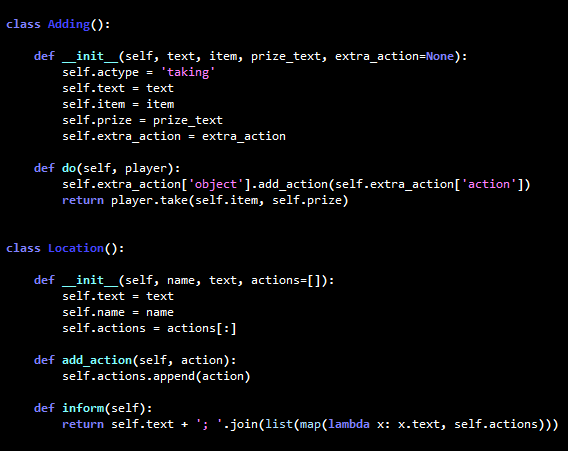 class Adding():
    def __init__(self, text, item, prize_text, extra_action=None):
        self.actype = 'taking'
        self.text = text
        self.item = item
        self.prize = prize_text
        self.extra_action = extra_action
    def do(self, player):
        self.extra_action['object'].add_action(self.extra_action['action'])
        return player.take(self.item, self.prize)
class Location():
    def __init__(self, name, text, actions=[]):
        self.text = text
        self.name = name
        self.actions = actions[:]
    def add_action(self, action):
        self.actions.append(action)
    def inform(self):
        return self.text + '; '.join(list(map(lambda x: x.text, self.actions)))